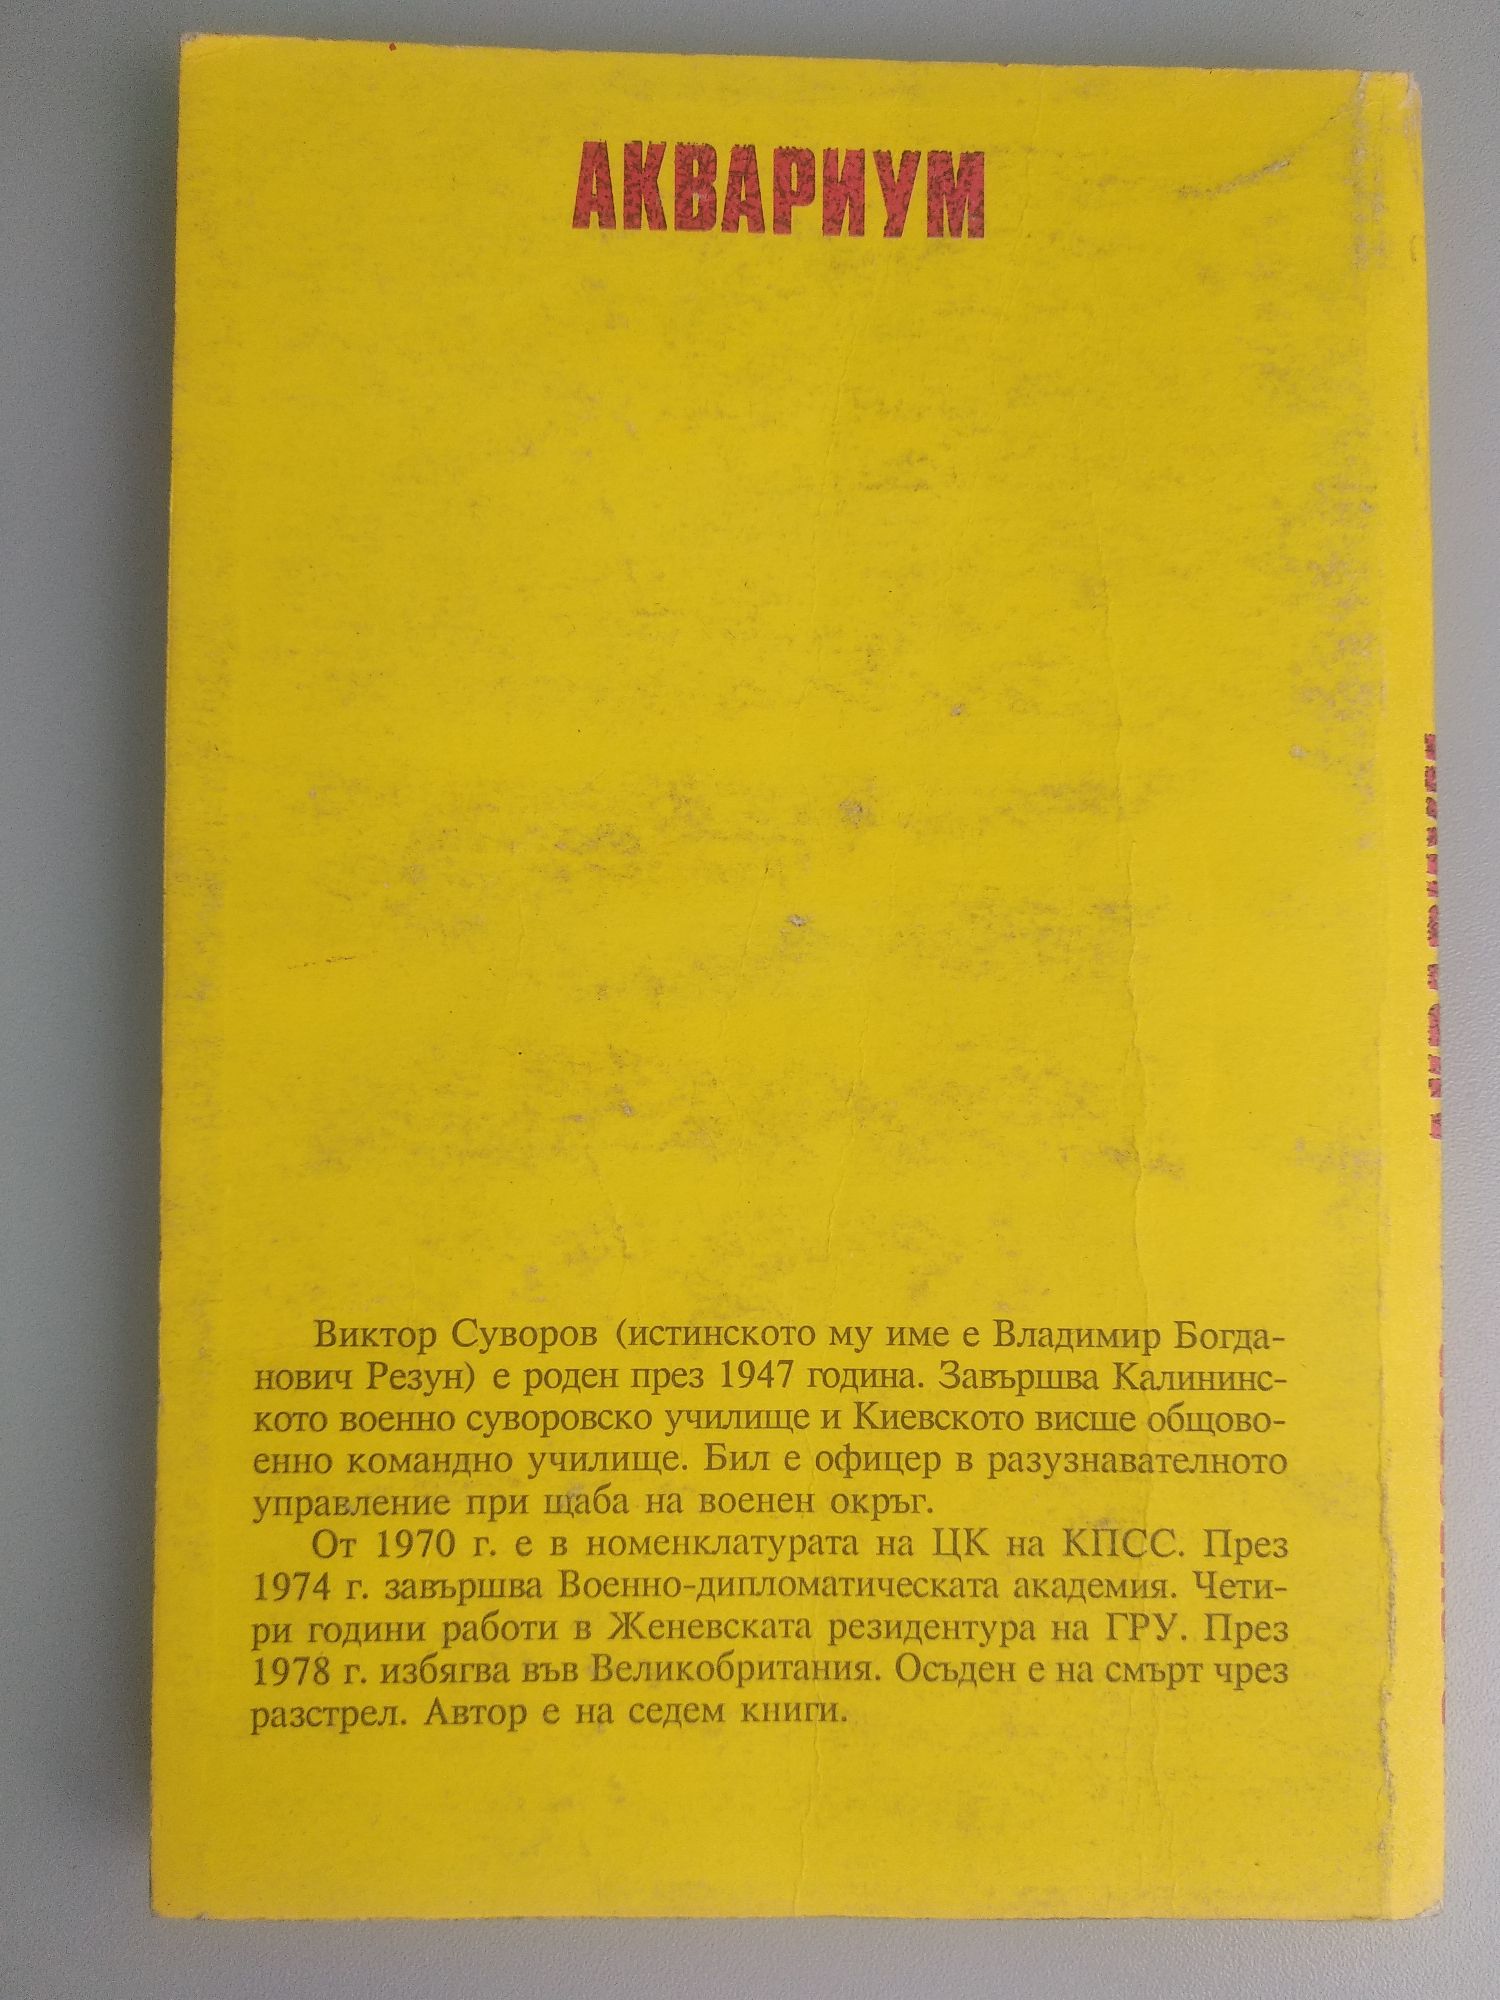 АКВАРИУМ
Виктор Суворов (истинското му име е Владимир Богда-
нович Резун) е роден през 1947 година. Завършва Калининс-
кото военно суворовско училище и Киевското висше общово-
енно командно училище. Бил е офицер в разузнавателното
управление при щаба на военен окръг.
От 1970 г. е в номенклатурата на ЦК на КПСС. През
1974 г. завършва Военно-дипломатическата академия. Чети-
ри години работи в Женевската резидентура на ГРУ. През
1978 г. избягва във Великобритания. Осъден е на смърт чрез
разстрел. Автор е на седем книги.